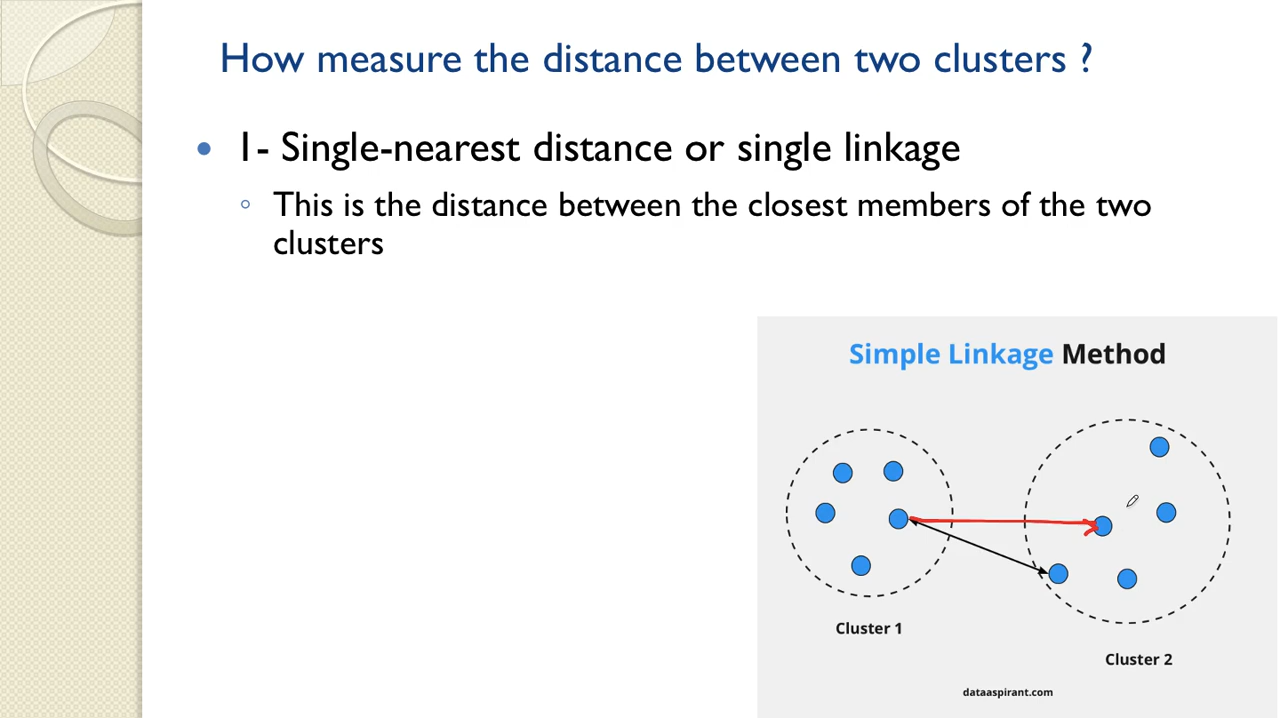 How measure the distance between two clusters ?
1- Single-nearest distance or single linkage
This is the distance between the closest members of the two
clusters
Simple Linkage Method
Cluster 1
Cluster 2
dataaspirant.com